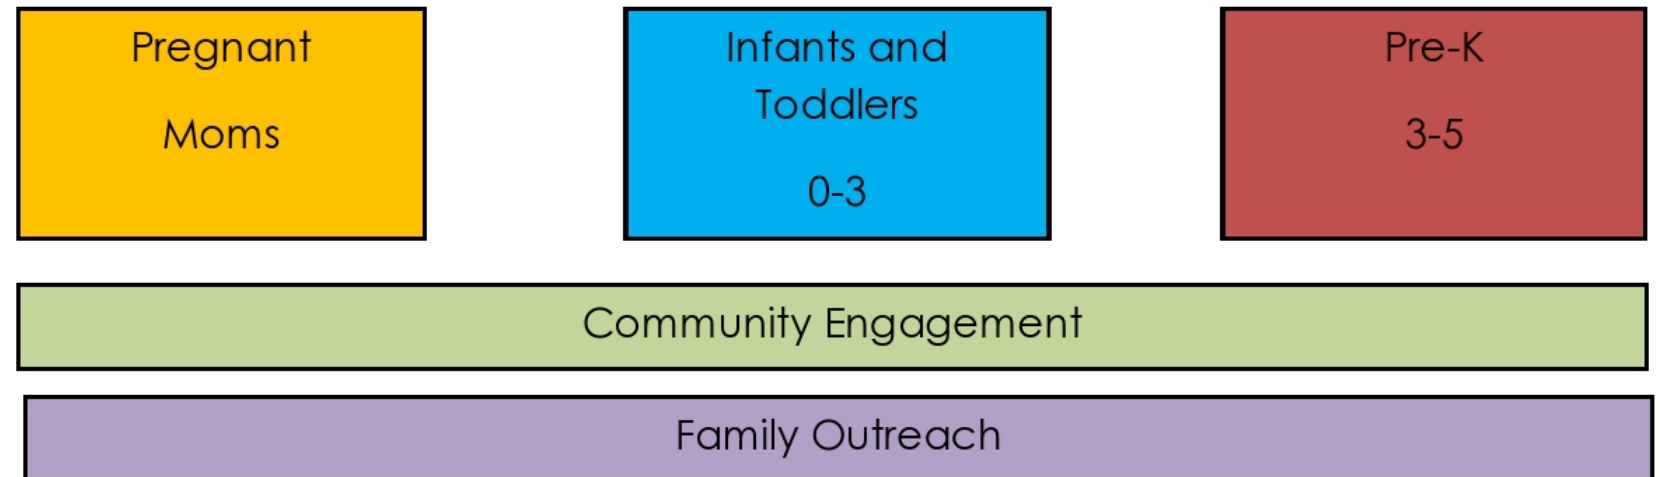 Pregnant
Moms
Infants and
Toddlers
0-3
Pre-K
3-5
Community Engagement
Family Outreach